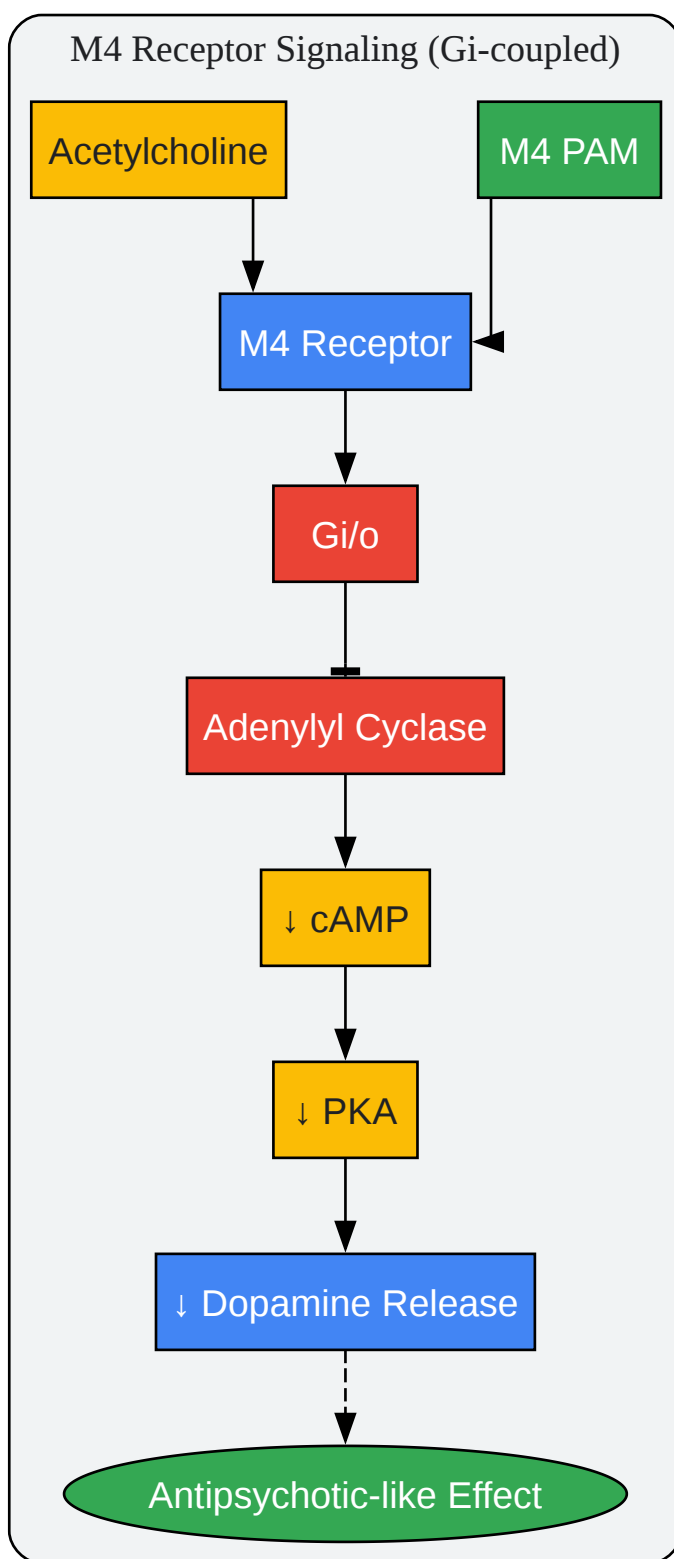 M4 Receptor Signaling (Gi-coupled)
Acetylcholine
M4 PAM
M4 Receptor
Gi/o
Adenylyl Cyclase
↓ cAMP
↓ PKA
↓ Dopamine Release
Antipsychotic-like Effect